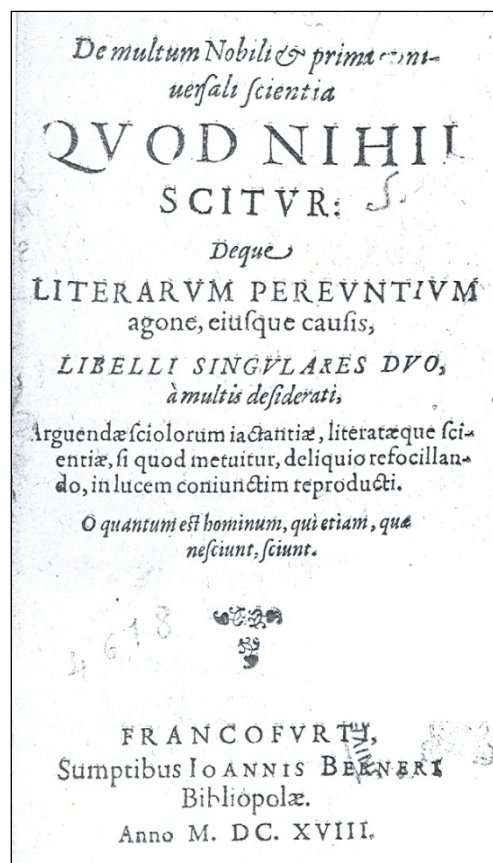 De multum Nobili & prima uni-
uersali scientia
QVOD NIHIL
SCITVR:
Deque
LITERARVM PEREVNTIVM
agone, eiusque causis,
LIBELLI SINGVLARES DVO,
à multis desiderati,
Arguendæ sciolorum iactantiæ, literatæque sci-
entiæ, si quod metuitur, deliquio refocillan-
do, in lucem coniunctim reproducti.
O quantum est hominum, qui etiam, quæ
nesciunt, sciunt.
4618
FRANCOFVRTI,
Sumptibus IOANNIS BERNERI
Bibliopolæ.
Anno M. DC. XVIII.